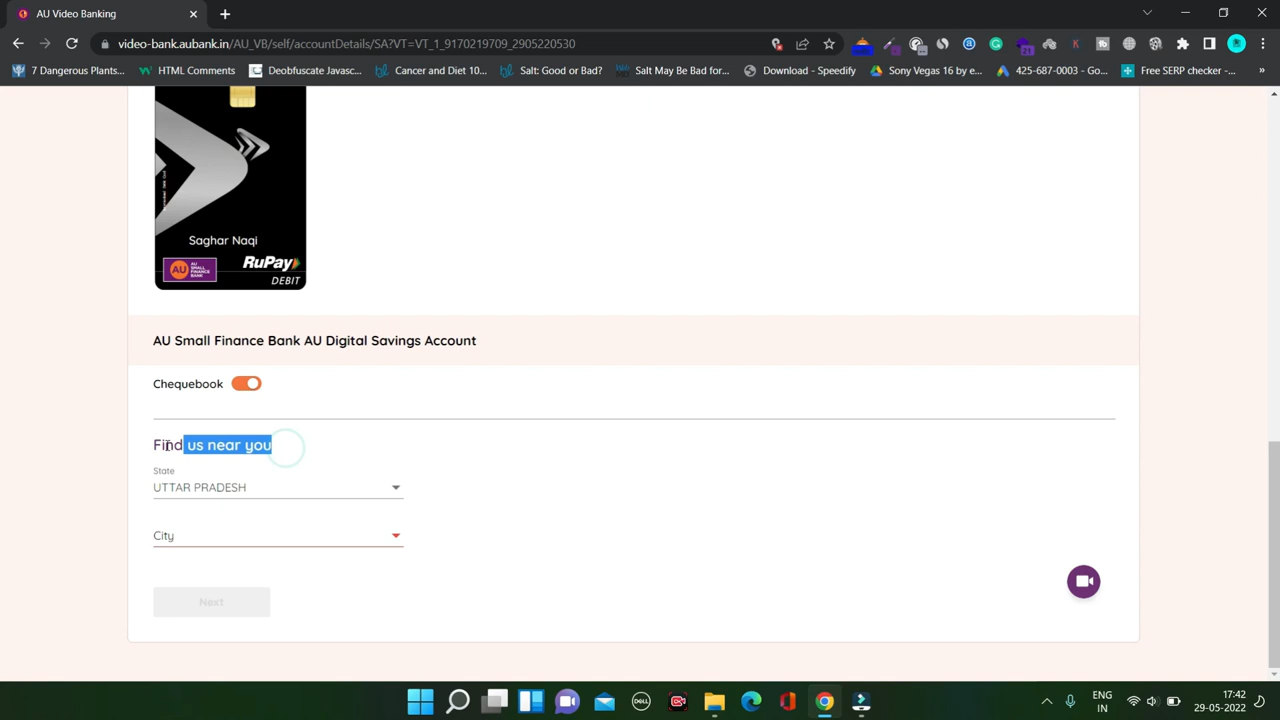 AU Video Banking
video-bank.aubank.in/AU_VB/self/accountDetails/SA?VT=VT_1_9170219709_2905220530
21
7 Dangerous Plants...
HTML Comments
Deobfuscate Javasc...
Cancer and Diet 10...
Salt: Good or Bad?
Salt May Be Bad for...
Download - Speedify
Sony Vegas 16 by e...
425-687-0003 - Go...
Free SERP checker -...
»
Saghar Naqi
AU
AU
SMALL
FINANCE
BANK
RuPay
DEBIT
AU Small Finance Bank AU Digital Savings Account
Chequebook
Find us near you
State
UTTAR PRADESH
City
Next
DELL
ENG
IN
17:42
29-05-2022